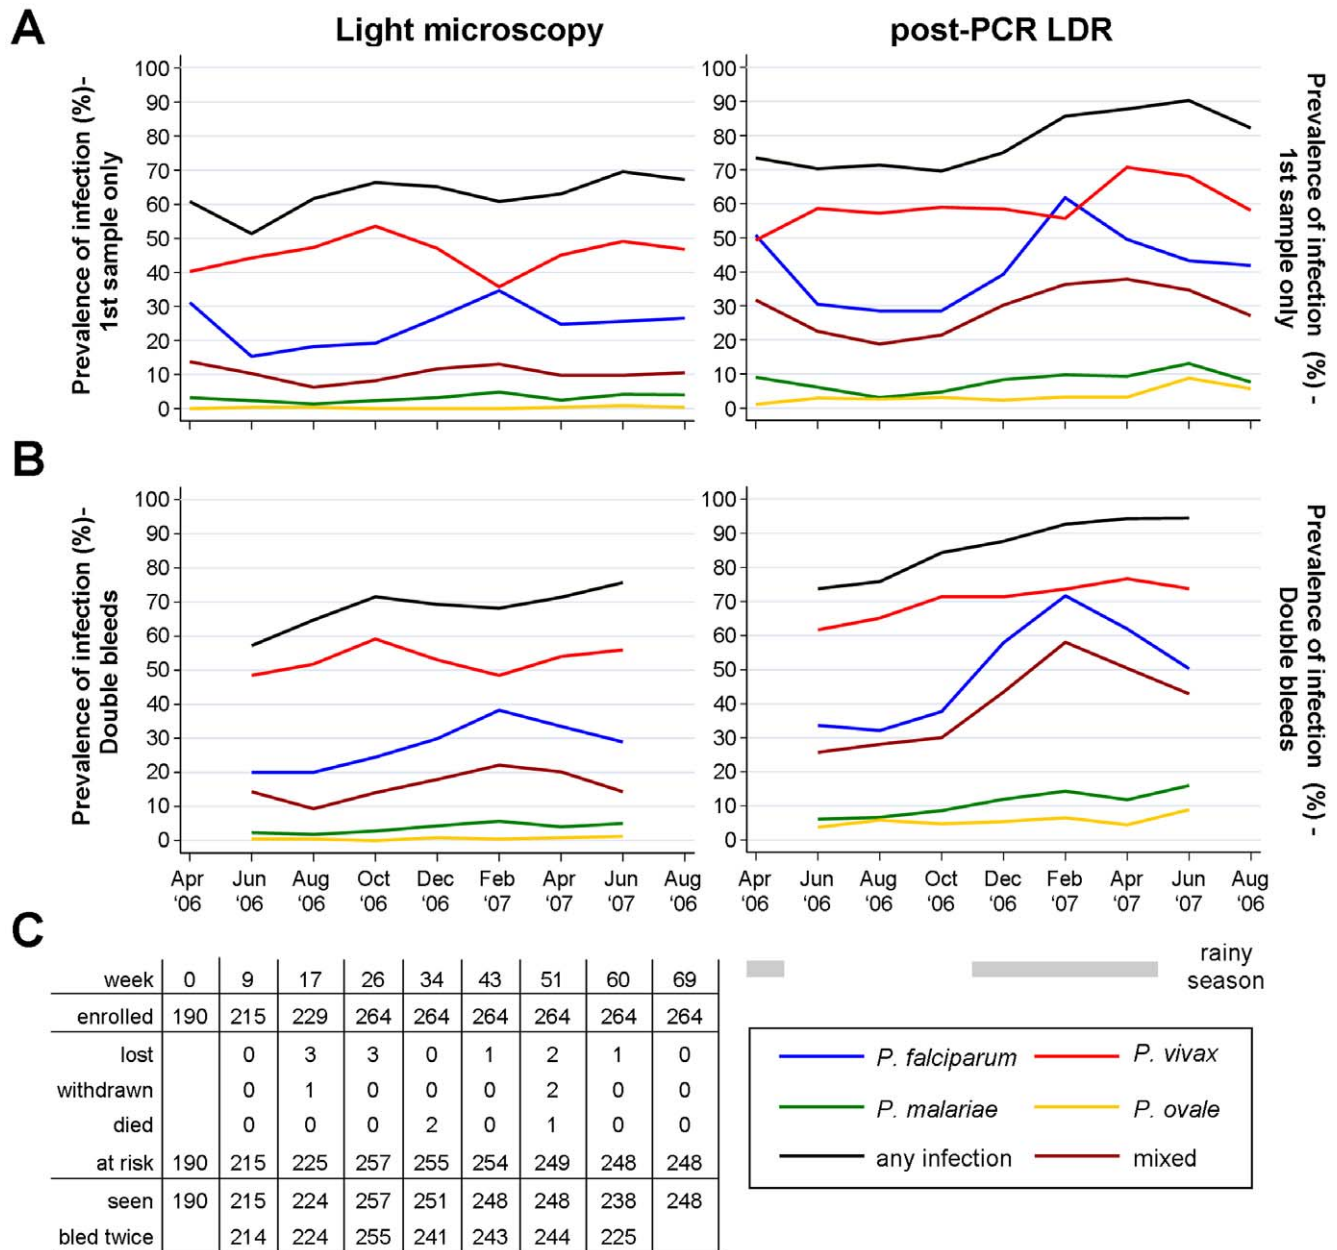 A
Light microscopy
post-PCR LDR
Prevalence of infection (%)-
1st sample only
100
90
80
70
60
50
40
30
20
10
0
100
90
80
70
60
50
40
30
20
10
0
Prevalence of infection (%) -
1st sample only
B
Prevalence of infection (%)-
Double bleeds
100
90
80
70
60
50
40
30
20
10
0
100
90
80
70
60
50
40
30
20
10
0
Prevalence of infection (%) -
Double bleeds
Apr Jun Aug Oct Dec Feb Apr Jun Aug
‘06 ‘06 ‘06 ‘06 ‘06 ‘07 ‘07 ‘07 ‘06
Apr Jun Aug Oct Dec Feb Apr Jun Aug
‘06 ‘06 ‘06 ‘06 ‘06 ‘07 ‘07 ‘07 ‘06
C
week 0 9 17 26 34 43 51 60 69
enrolled 190 215 229 264 264 264 264 264 264
lost 0 3 3 0 1 2 1 0
withdrawn 0 1 0 0 0 2 0 0
died 0 0 0 2 0 1 0 0
at risk 190 215 225 257 255 254 249 248 248
seen 190 215 224 257 251 248 248 238 248
bled twice 214 224 255 241 243 244 225
rainy
season
P. falciparum P. vivax
P. malariae P. ovale
any infection mixed